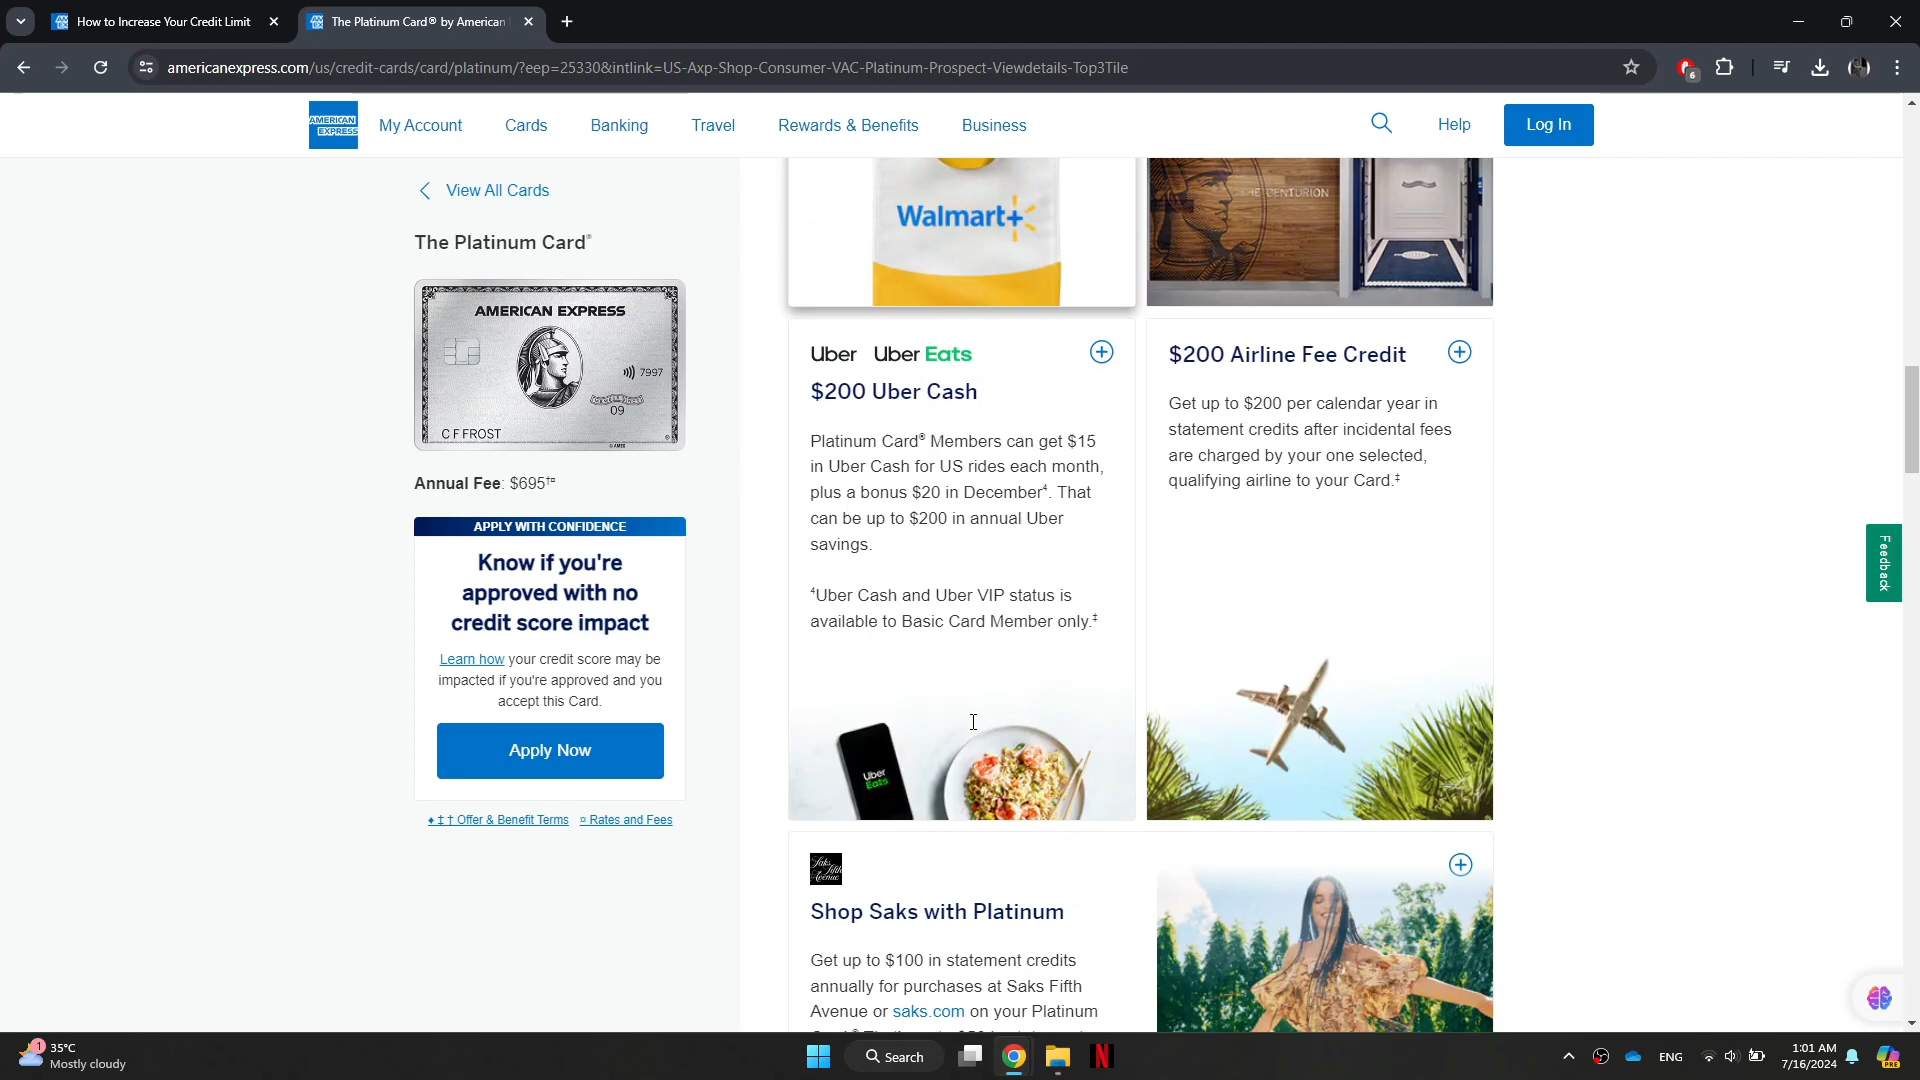 How to Increase Your Credit Limit
The Platinum Card® by American
americanexpress.com/us/credit-cards/card/platinum/?eep=25330&intlink=US-Axp-Shop-Consumer-VAC-Platinum-Prospect-Viewdetails-Top3Tile
6
AMERICAN
EXPRESS
My Account
Cards
Banking
Travel
Rewards & Benefits
Business
Help
Log In
View All Cards
The Platinum Card®
AMERICAN EXPRESS
7997
09
C F FROST
Annual Fee: $695†¤
APPLY WITH CONFIDENCE
Know if you're
approved with no
credit score impact
Learn how your credit score may be
impacted if you're approved and you
accept this Card.
Apply Now
♦ ‡ † Offer & Benefit Terms
¤ Rates and Fees
Walmart+
THE CENTURION
Uber Uber Eats
$200 Uber Cash
Platinum Card® Members can get $15
in Uber Cash for US rides each month,
plus a bonus $20 in December⁴. That
can be up to $200 in annual Uber
savings.
⁴Uber Cash and Uber VIP status is
available to Basic Card Member only.‡
Uber
Eats
$200 Airline Fee Credit
Get up to $200 per calendar year in
statement credits after incidental fees
are charged by your one selected,
qualifying airline to your Card.‡
Saks
Fifth
Avenue
Shop Saks with Platinum
Get up to $100 in statement credits
annually for purchases at Saks Fifth
Avenue or saks.com on your Platinum
Feedback
1
35°C
Mostly cloudy
Search
ENG
1:01 AM
7/16/2024
PRE